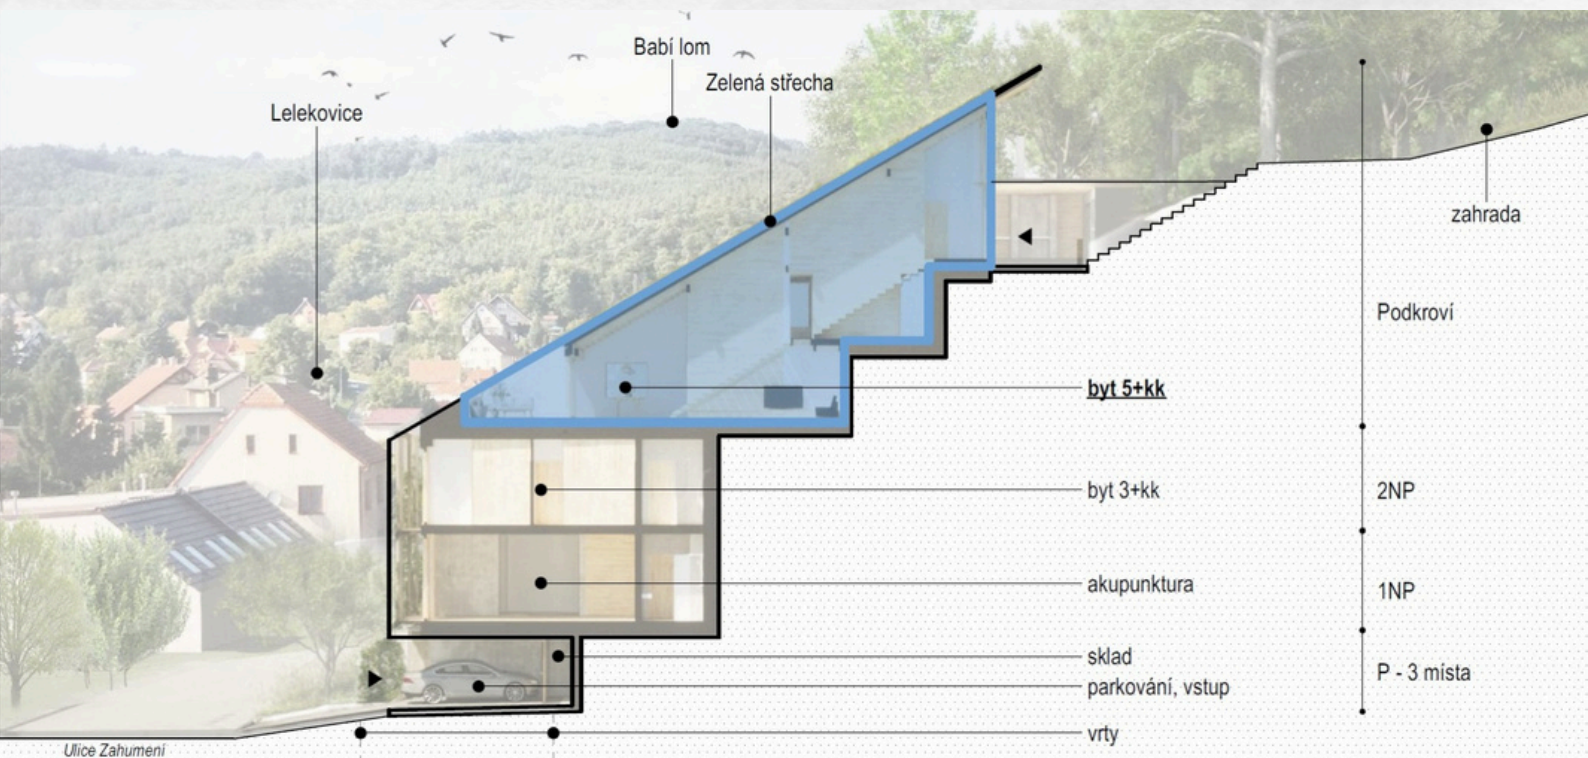 Babí lom
Zelená střecha
Lelekovice
zahrada
Podkroví
byt 5+kk
byt 3+kk
2NP
akupunktura
1NP
sklad
parkování, vstup
P - 3 místa
vrty
Ulice Zahumení